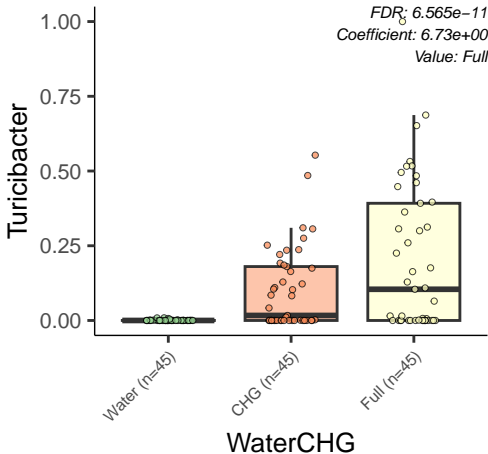 FDR: 6.565e−11
Coefficient: 6.73e+00
Value: Full
1.00
0.75
0.50
0.25
0.00
Turicibacter
Water (n=45)
CHG (n=45)
Full (n=45)
WaterCHG